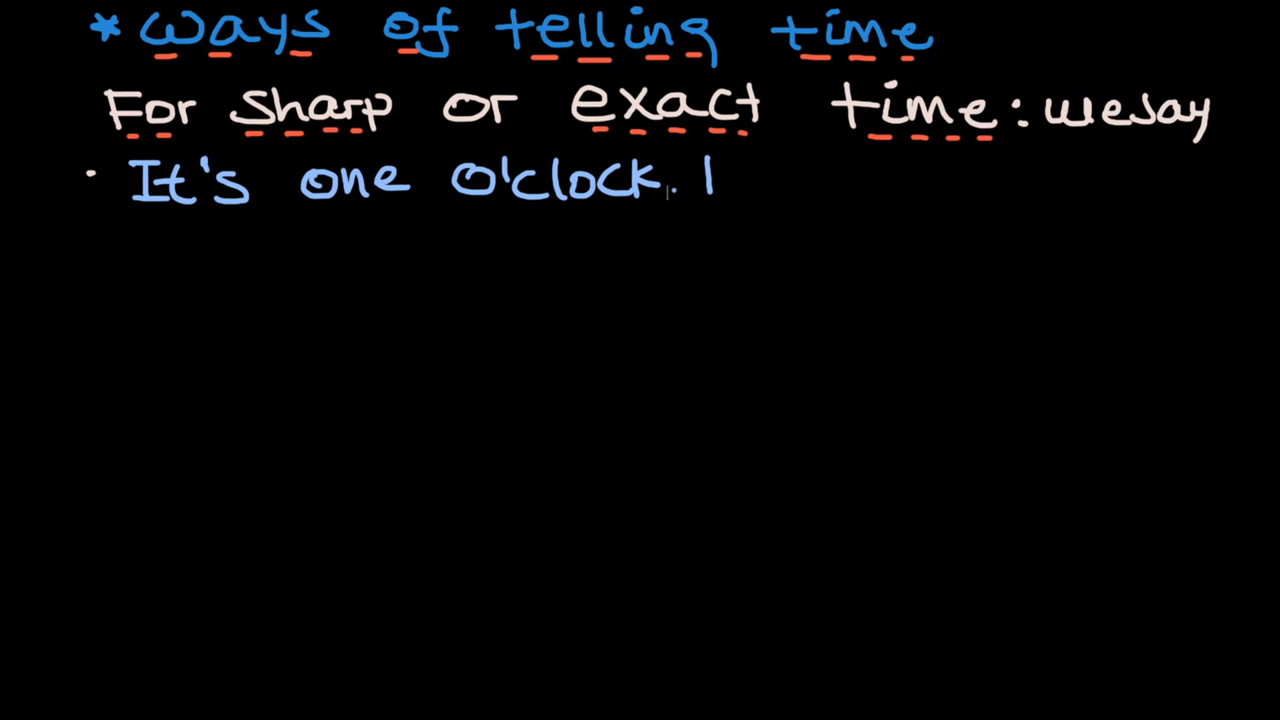 * ways of telling time
For sharp or exact time: we say
· It's one o'clock. |